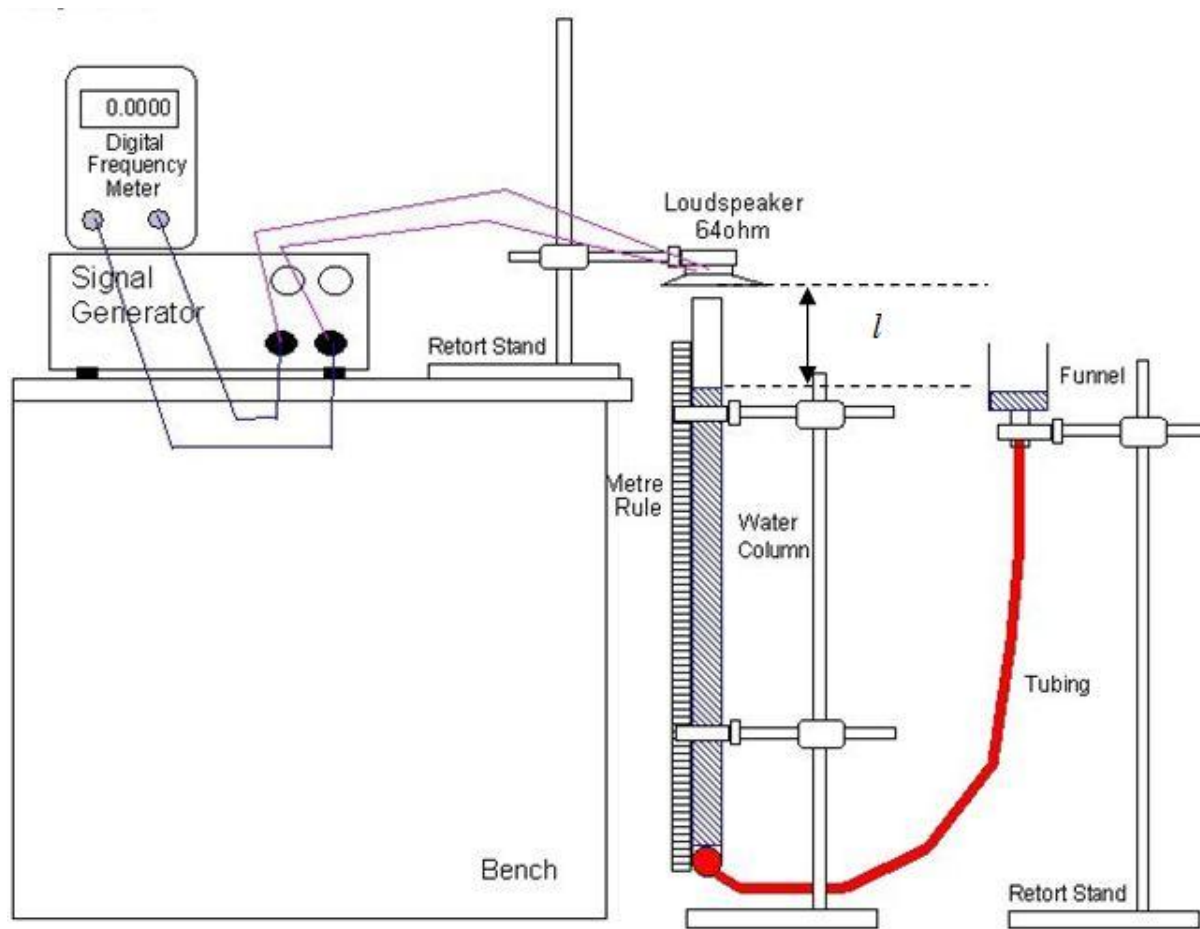 0.0000
Digital
Frequency
Meter
Signal
Generator
Loudspeaker
64ohm
l
Retort Stand
Funnel
Metre
Rule
Water
Column
Tubing
Bench
Retort Stand